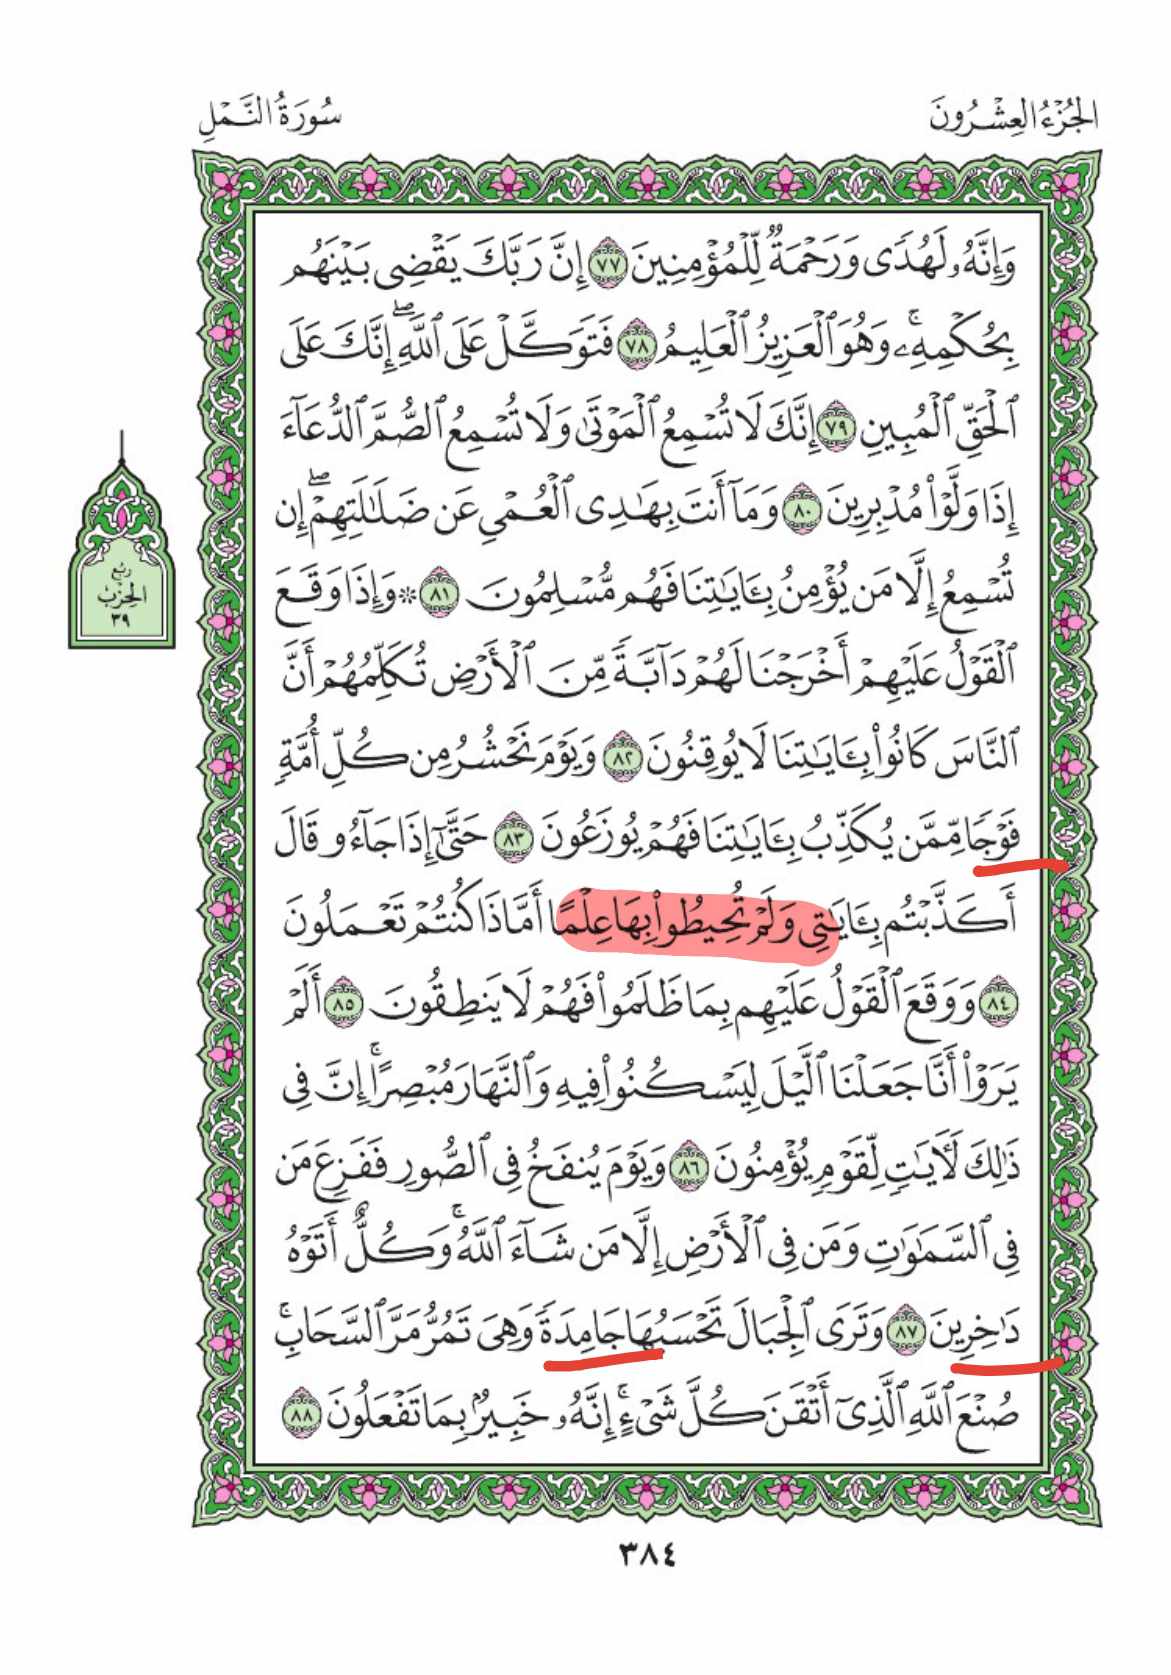 الجُزْءُ العِشْرُونَ
سُورَةُ النَّمْلِ
وَإِنَّهُۥ لَهُدٗى وَرَحۡمَةٞ لِّلۡمُؤۡمِنِينَ ٧٧ إِنَّ رَبَّكَ يَقۡضِي بَيۡنَهُم
بِحُكۡمِهِۦۚ وَهُوَ ٱلۡعَزِيزُ ٱلۡعَلِيمُ ٧٨ فَتَوَكَّلۡ عَلَى ٱللَّهِۖ إِنَّكَ عَلَى
ٱلۡحَقِّ ٱلۡمُبِينِ ٧٩ إِنَّكَ لَا تُسۡمِعُ ٱلۡمَوۡتَىٰ وَلَا تُسۡمِعُ ٱلصُّمَّ ٱلدُّعَآءَ
إِذَا وَلَّوۡاْ مُدۡبِرِينَ ٨٠ وَمَآ أَنتَ بِهَٰدِي ٱلۡعُمۡيِ عَن ضَلَٰلَتِهِمۡۖ إِن
تُسۡمِعُ إِلَّا مَن يُؤۡمِنُ بِـَٔايَٰتِنَا فَهُم مُّسۡلِمُونَ ٨١ ۞ وَإِذَا وَقَعَ
ٱلۡقَوۡلُ عَلَيۡهِمۡ أَخۡرَجۡنَا لَهُمۡ دَآبَّةٗ مِّنَ ٱلۡأَرۡضِ تُكَلِّمُهُمۡ أَنَّ
ٱلنَّاسَ كَانُواْ بِـَٔايَٰتِنَا لَا يُوقِنُونَ ٨٢ وَيَوۡمَ نَحۡشُرُ مِن كُلِّ أُمَّةٖ
فَوۡجٗا مِّمَّن يُكَذِّبُ بِـَٔايَٰتِنَا فَهُمۡ يُوزَعُونَ ٨٣ حَتَّىٰٓ إِذَا جَآءُو قَالَ
أَكَذَّبۡتُم بِـَٔايَٰتِي وَلَمۡ تُحِيطُواْ بِهَا عِلۡمًا أَمَّاذَا كُنتُمۡ تَعۡمَلُونَ
٨٤ وَوَقَعَ ٱلۡقَوۡلُ عَلَيۡهِم بِمَا ظَلَمُواْ فَهُمۡ لَا يَنطِقُونَ ٨٥ أَلَمۡ
يَرَوۡاْ أَنَّا جَعَلۡنَا ٱلَّيۡلَ لِيَسۡكُنُواْ فِيهِ وَٱلنَّهَارَ مُبۡصِرًاۚ إِنَّ فِي
ذَٰلِكَ لَأٓيَٰتٖ لِّقَوۡمٖ يُؤۡمِنُونَ ٨٦ وَيَوۡمَ يُنفَخُ فِي ٱلصُّورِ فَفَزِعَ مَن
فِي ٱلسَّمَٰوَٰتِ وَمَن فِي ٱلۡأَرۡضِ إِلَّا مَن شَآءَ ٱللَّهُۚ وَكُلٌّ أَتَوۡهُ
دَٰخِرِينَ ٨٧ وَتَرَى ٱلۡجِبَالَ تَحۡسَبُهَا جَامِدَةٗ وَهِيَ تَمُرُّ مَرَّ ٱلسَّحَابِۚ
صُنۡعَ ٱللَّهِ ٱلَّذِيٓ أَتۡقَنَ كُلَّ شَيۡءٍۚ إِنَّهُۥ خَبِيرُۢ بِمَا تَفۡعَلُونَ ٨٨
رُبع
الحِزْبِ
٣٩
٣٨٤